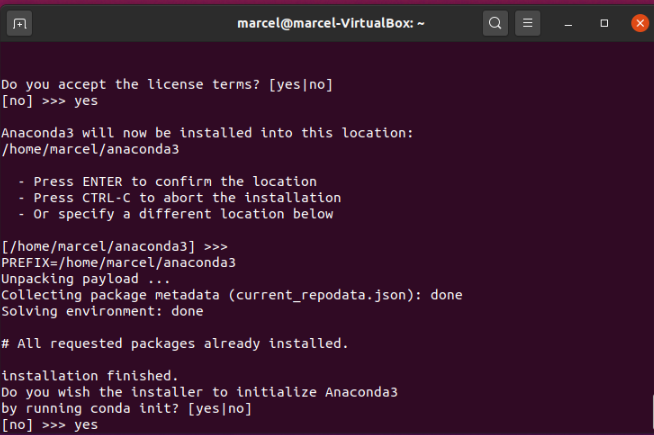 marcel@marcel-VirtualBox: ~
Do you accept the license terms? [yes|no]
[no] >>> yes
Anaconda3 will now be installed into this location:
/home/marcel/anaconda3
- Press ENTER to confirm the location
- Press CTRL-C to abort the installation
- Or specify a different location below
[/home/marcel/anaconda3] >>>
PREFIX=/home/marcel/anaconda3
Unpacking payload ...
Collecting package metadata (current_repodata.json): done
Solving environment: done
# All requested packages already installed.
installation finished.
Do you wish the installer to initialize Anaconda3
by running conda init? [yes|no]
[no] >>> yes